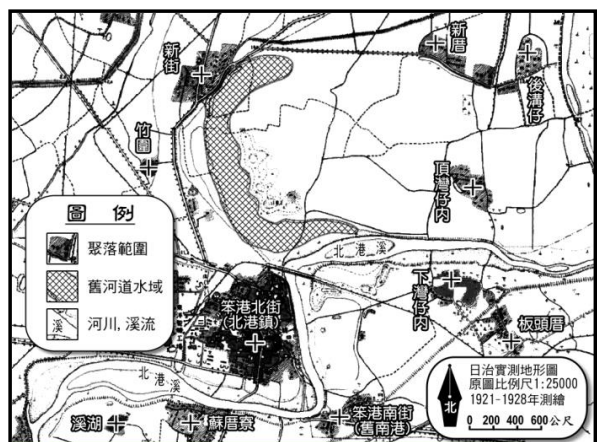 新街
新厝
後溝仔
竹園
頂灣仔內
北港溪
下灣仔內
板頭厝
笨港北街
(北港鎮)
北港溪
溪湖
蘇厝寮
笨港南街
(舊南港)
圖例
聚落範圍
舊河道水域
溪
河川,溪流
日治實測地形圖
原圖比例尺1:25000
1921-1928年測繪
北
0 200 400 600公尺